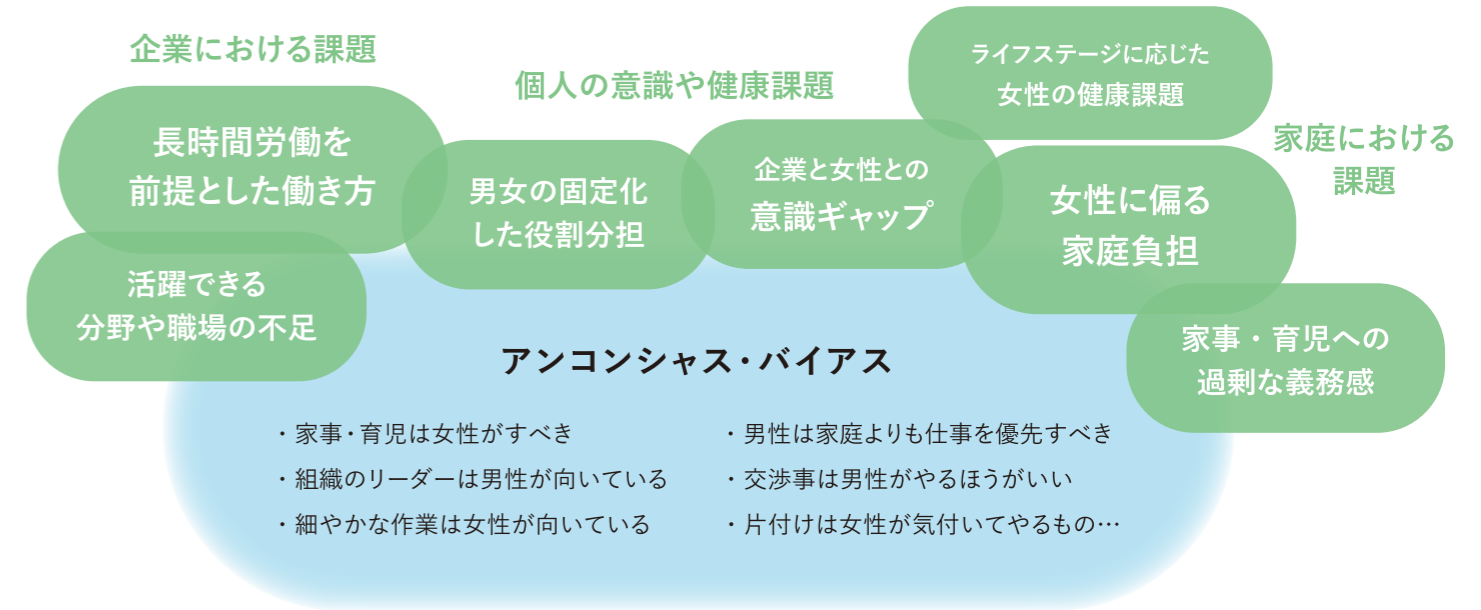 企業における課題
長時間労働を
前提とした働き方
活躍できる
分野や職場の不足
個人の意識や健康課題
男女の固定化
した役割分担
企業と女性との
意識ギャップ
ライフステージに応じた
女性の健康課題
家庭における
課題
女性に偏る
家庭負担
家事・育児への
過剰な義務感
アンコンシャス・バイアス
・家事・育児は女性がすべき
・組織のリーダーは男性が向いている
・細やかな作業は女性が向いている
・男性は家庭よりも仕事を優先すべき
・交渉事は男性がやるほうがいい
・片付けは女性が気付いてやるもの…